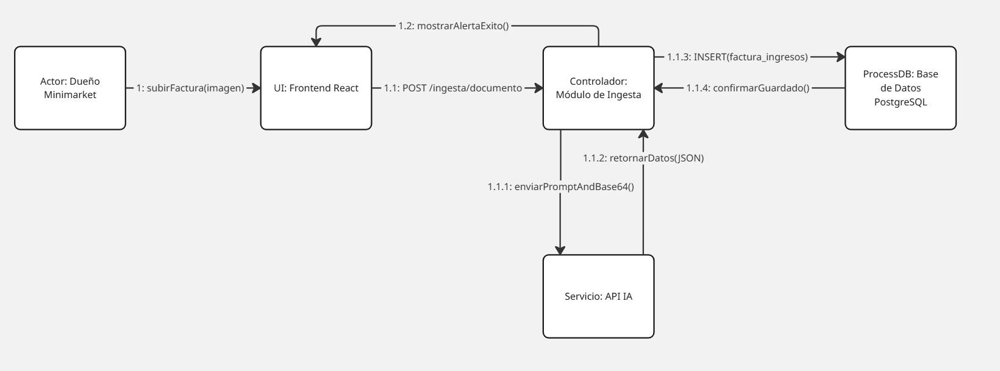 1.2: mostrarAlertaExito()
Actor: Dueño
Minimarket
1: subirFactura(imagen)
UI: Frontend React
1.1: POST /ingesta/documento
Controlador:
Módulo de Ingesta
1.1.3: INSERT(factura_ingresos)
1.1.4: confirmarGuardado()
ProcessDB: Base
de Datos
PostgreSQL
1.1.2: retornarDatos(JSON)
1.1.1: enviarPromptAndBase64()
Servicio: API IA